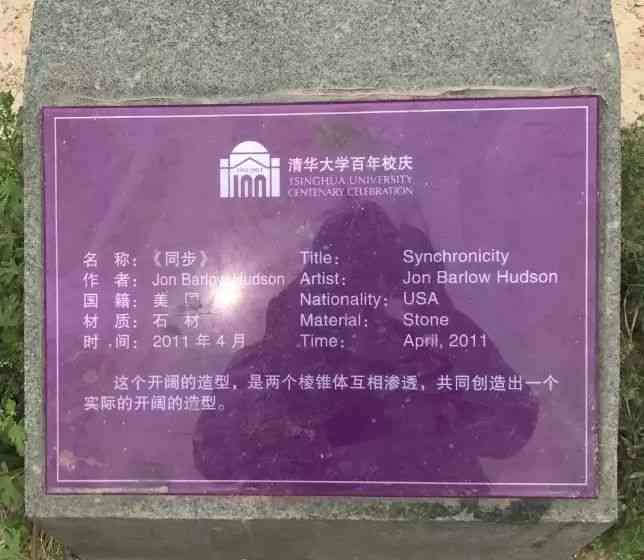 清华大学百年校庆
TSINGHUA UNIVERSITY
CENTENARY CELEBRATION
名 称：《同步》 Title： Synchronicity
作 者： Jon Barlow Hudson Artist： Jon Barlow Hudson
国 籍： 美 国 Nationality： USA
材 质： 石 材 Material： Stone
时 间： 2011 年 4 月 Time： April, 2011
这个开阔的造型，是两个棱锥体互相渗透，共同创造出一个
实际的开阔的造型。